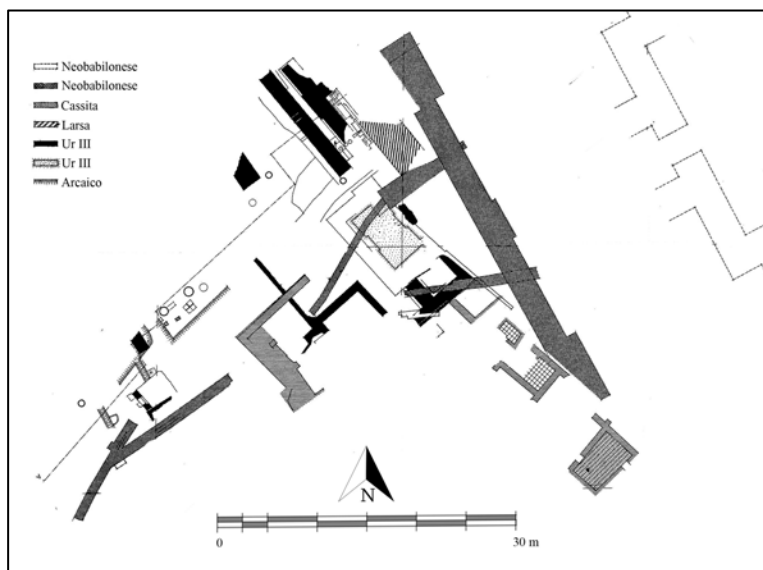 Neobabilonese
Neobabilonese
Cassita
Larsa
Ur III
Ur III
Arcaico
N
0 30 m